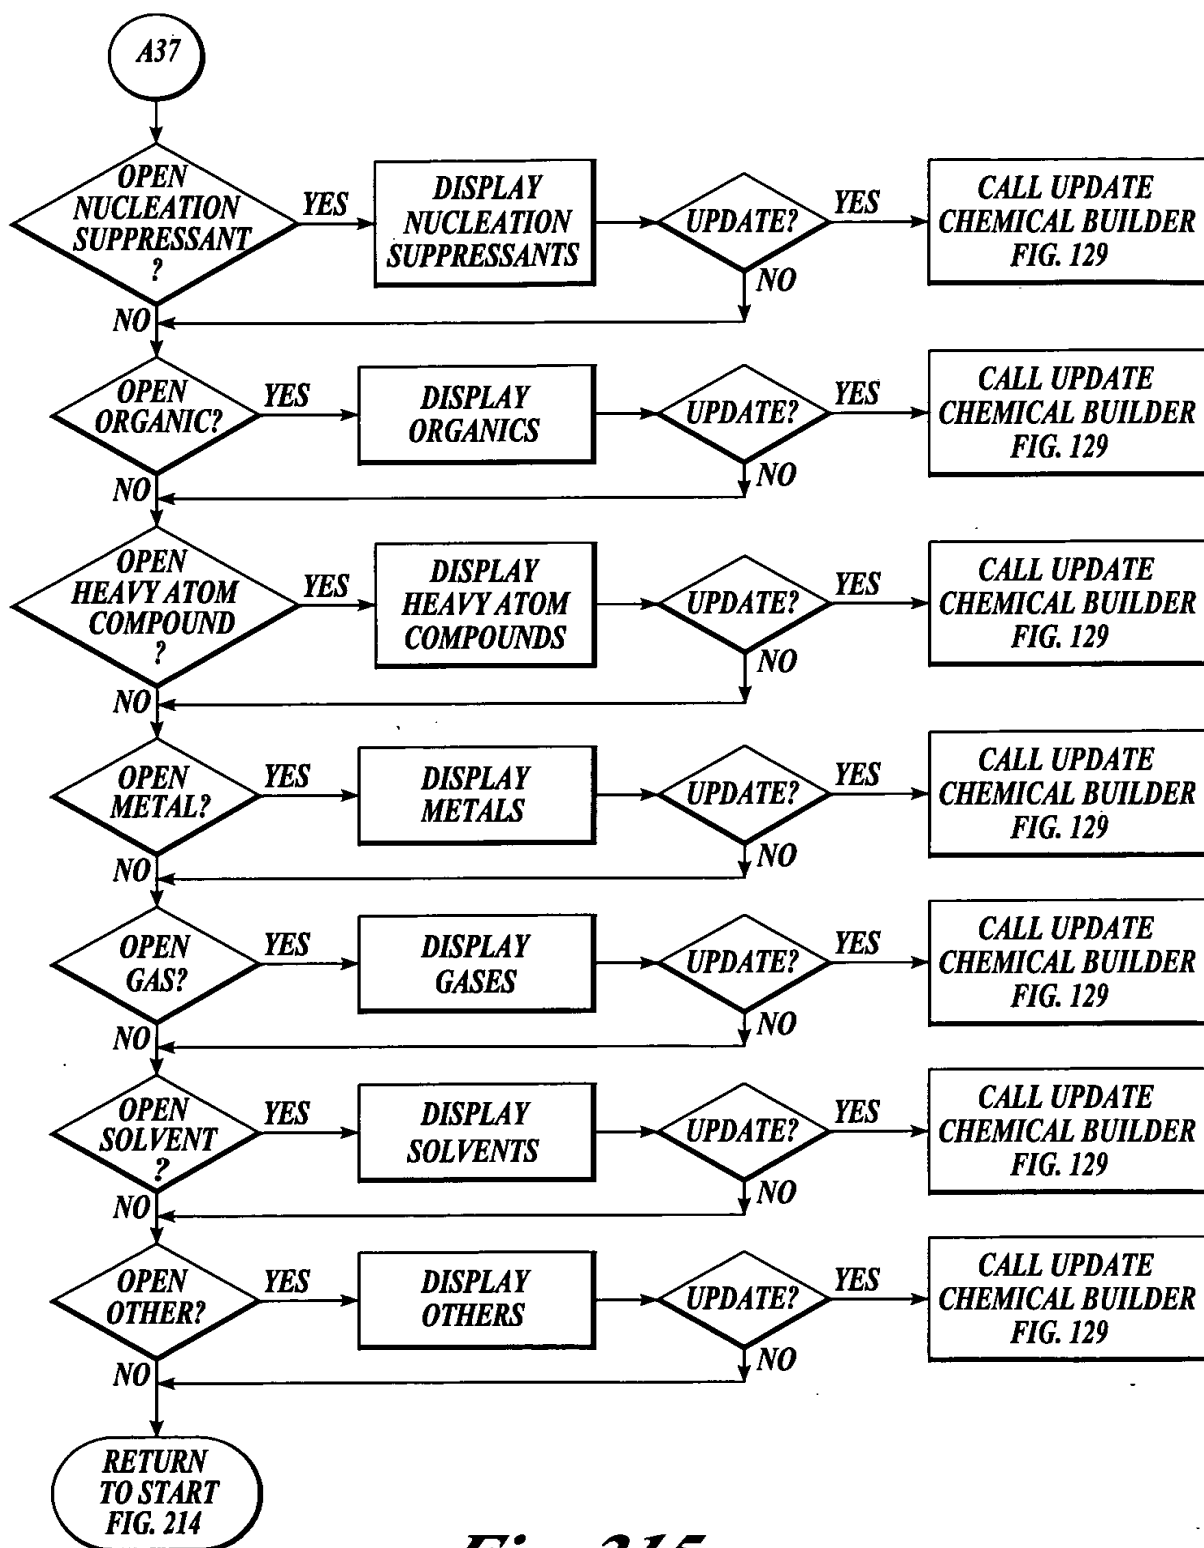 A37
OPEN
NUCLEATION
SUPPRESSANT
?
YES
DISPLAY
NUCLEATION
SUPPRESSANTS
UPDATE?
YES
CALL UPDATE
CHEMICAL BUILDER
FIG. 129
NO
NO
OPEN
ORGANIC?
YES
DISPLAY
ORGANICS
UPDATE?
YES
CALL UPDATE
CHEMICAL BUILDER
FIG. 129
NO
NO
OPEN
HEAVY ATOM
COMPOUND
?
YES
DISPLAY
HEAVY ATOM
COMPOUNDS
UPDATE?
YES
CALL UPDATE
CHEMICAL BUILDER
FIG. 129
NO
NO
OPEN
METAL?
YES
DISPLAY
METALS
UPDATE?
YES
CALL UPDATE
CHEMICAL BUILDER
FIG. 129
NO
NO
OPEN
GAS?
YES
DISPLAY
GASES
UPDATE?
YES
CALL UPDATE
CHEMICAL BUILDER
FIG. 129
NO
NO
OPEN
SOLVENT
?
YES
DISPLAY
SOLVENTS
UPDATE?
YES
CALL UPDATE
CHEMICAL BUILDER
FIG. 129
NO
NO
OPEN
OTHER?
YES
DISPLAY
OTHERS
UPDATE?
YES
CALL UPDATE
CHEMICAL BUILDER
FIG. 129
NO
NO
RETURN
TO START
FIG. 214
Fig. 215